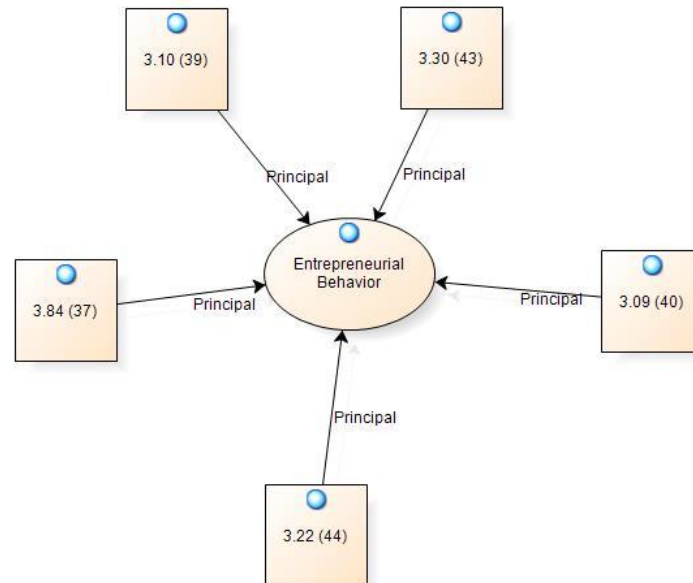 3.10 (39)
3.30 (43)
Principal
Principal
Entrepreneurial
Behavior
3.84 (37)
Principal
Principal
3.09 (40)
Principal
3.22 (44)